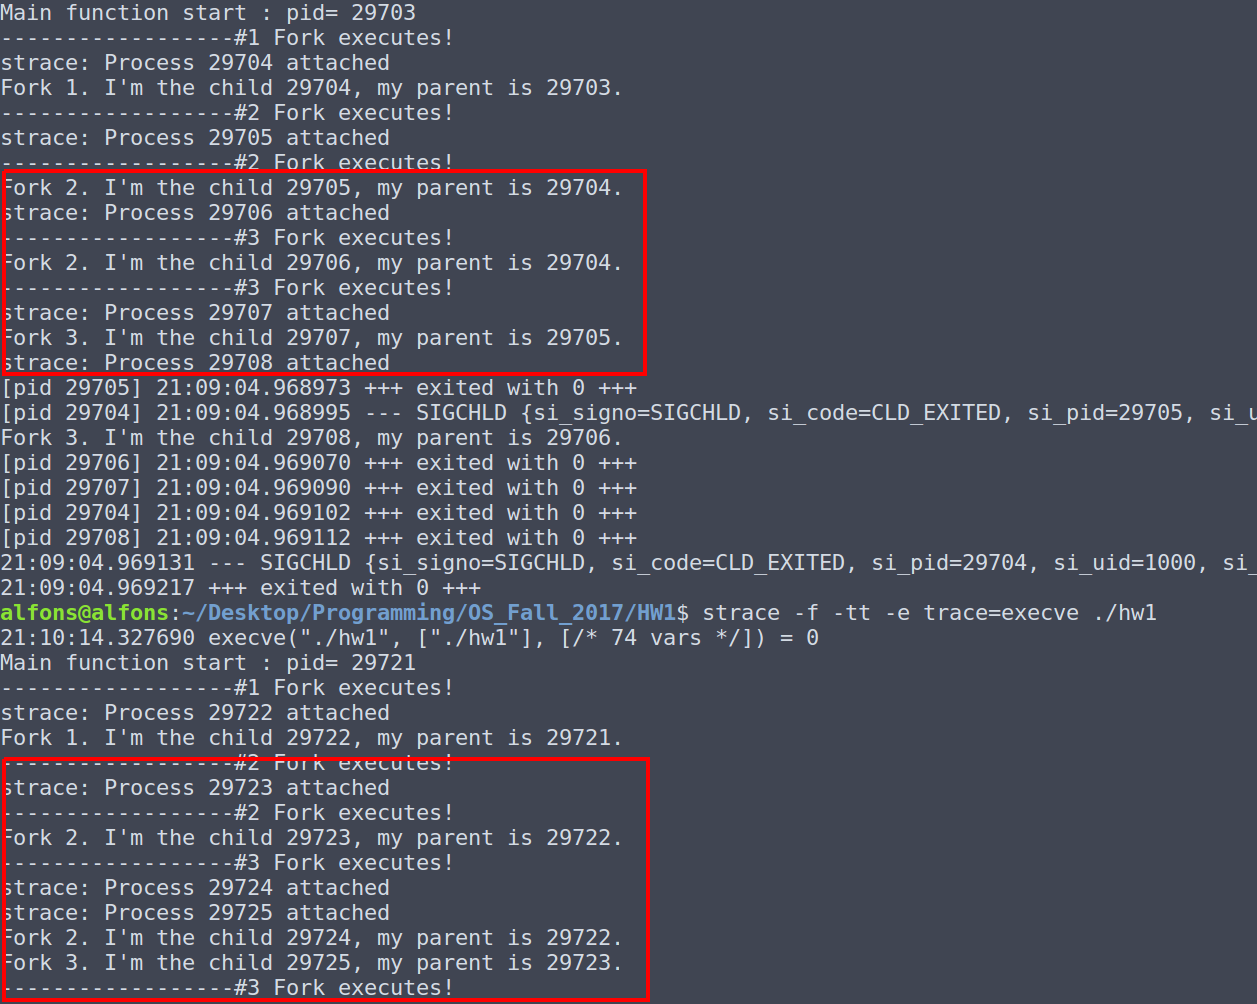 Main function start : pid= 29703
------------------#1 Fork executes!
strace: Process 29704 attached
Fork 1. I'm the child 29704, my parent is 29703.
------------------#2 Fork executes!
strace: Process 29705 attached
------------------#2 Fork executes!
Fork 2. I'm the child 29705, my parent is 29704.
strace: Process 29706 attached
------------------#3 Fork executes!
Fork 2. I'm the child 29706, my parent is 29704.
------------------#3 Fork executes!
strace: Process 29707 attached
Fork 3. I'm the child 29707, my parent is 29705.
strace: Process 29708 attached
[pid 29705] 21:09:04.968973 +++ exited with 0 +++
[pid 29704] 21:09:04.968995 --- SIGCHLD {si_signo=SIGCHLD, si_code=CLD_EXITED, si_pid=29705, si_u
Fork 3. I'm the child 29708, my parent is 29706.
[pid 29706] 21:09:04.969070 +++ exited with 0 +++
[pid 29707] 21:09:04.969090 +++ exited with 0 +++
[pid 29704] 21:09:04.969102 +++ exited with 0 +++
[pid 29708] 21:09:04.969112 +++ exited with 0 +++
21:09:04.969131 --- SIGCHLD {si_signo=SIGCHLD, si_code=CLD_EXITED, si_pid=29704, si_uid=1000, si_
21:09:04.969217 +++ exited with 0 +++
alfons@alfons:~/Desktop/Programming/OS_Fall_2017/HW1$ strace -f -tt -e trace=execve ./hw1
21:10:14.327690 execve("./hw1", ["./hw1"], [/* 74 vars */]) = 0
Main function start : pid= 29721
------------------#1 Fork executes!
strace: Process 29722 attached
Fork 1. I'm the child 29722, my parent is 29721.
------------------#2 Fork executes!
strace: Process 29723 attached
------------------#2 Fork executes!
Fork 2. I'm the child 29723, my parent is 29722.
------------------#3 Fork executes!
strace: Process 29724 attached
strace: Process 29725 attached
Fork 2. I'm the child 29724, my parent is 29722.
Fork 3. I'm the child 29725, my parent is 29723.
------------------#3 Fork executes!